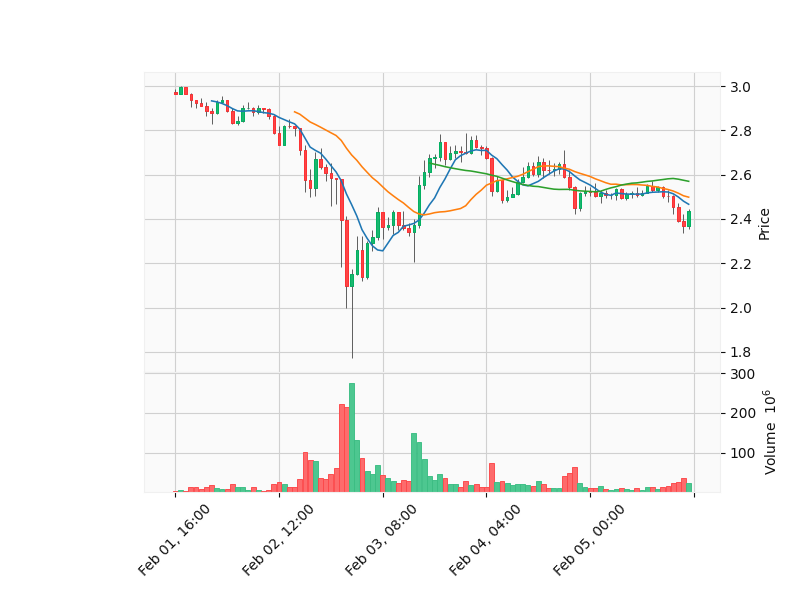 3.0
2.8
2.6
2.4
2.2
2.0
1.8
Price
300
200
100
Volume 10⁶
Feb 01, 16:00
Feb 02, 12:00
Feb 03, 08:00
Feb 04, 04:00
Feb 05, 00:00